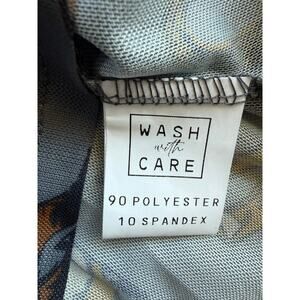 WASH
with
CARE
90 POLYESTER
10 SPANDEX